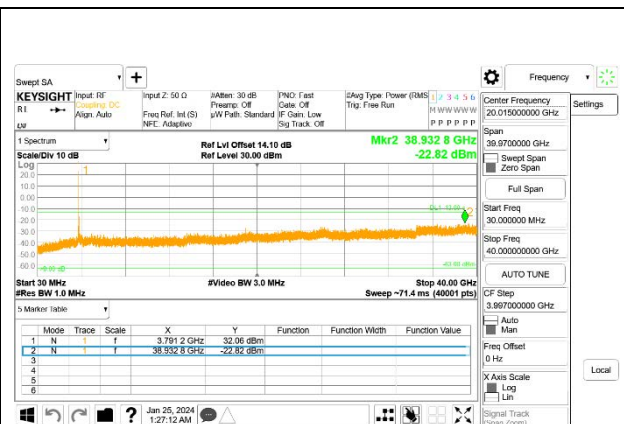 Swept SA
+
Frequency
KEYSIGHT Input: RF Input Z: 50 Ω #Atten: 30 dB PNO: Fast #Avg Type: Power (RMS 1 2 3 4 5 6
Coupling: DC Preamp: Off Gate: Off Trig: Free Run M W W W W W
Align: Auto Freq Ref: Int (S) µW Path: Standard IF Gain: Low
NFE: Adaptive Sig Track: Off P P P P P P
Center Frequency
20.015000000 GHz
Settings
Span
39.9700000 GHz
Swept Span
Zero Span
Full Span
Start Freq
30.000000 MHz
Stop Freq
40.000000000 GHz
AUTO TUNE
CF Step
3.997000000 GHz
Auto
Man
Freq Offset
0 Hz
X Axis Scale
Log
Lin
Signal Track
(Span Zoom)
Local
1 Spectrum
Ref Lvl Offset 14.10 dB
Mkr2 38.932 8 GHz
Scale/Div 10 dB
Ref Level 30.00 dBm
-22.82 dBm
Log
1
20.0
10.0
0.00
-10.0
2
-20.0
-30.0
-40.0
-50.0
-60.0
Start 30 MHz #Video BW 3.0 MHz Stop 40.00 GHz
#Res BW 1.0 MHz Sweep ~71.4 ms (40001 pts)
5 Marker Table
Mode Trace Scale X Y Function Function Width Function Value
1 N 1 f 3.791 2 GHz 32.06 dBm
2 N 1 f 38.932 8 GHz -22.82 dBm
3
4
5
6
? Jan 25, 2024
1:27:12 AM